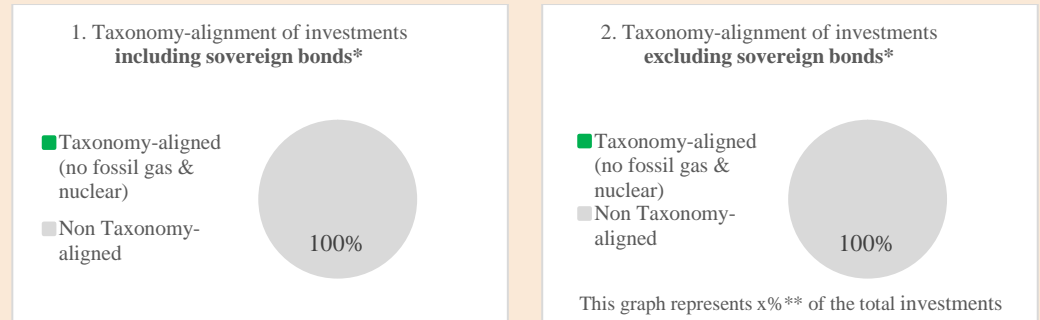 1. Taxonomy-alignment of investments
including sovereign bonds*
Taxonomy-aligned
(no fossil gas &
nuclear)
Non Taxonomy-
aligned
100%
2. Taxonomy-alignment of investments
excluding sovereign bonds*
Taxonomy-aligned
(no fossil gas &
nuclear)
Non Taxonomy-
aligned
100%
This graph represents x%** of the total investments